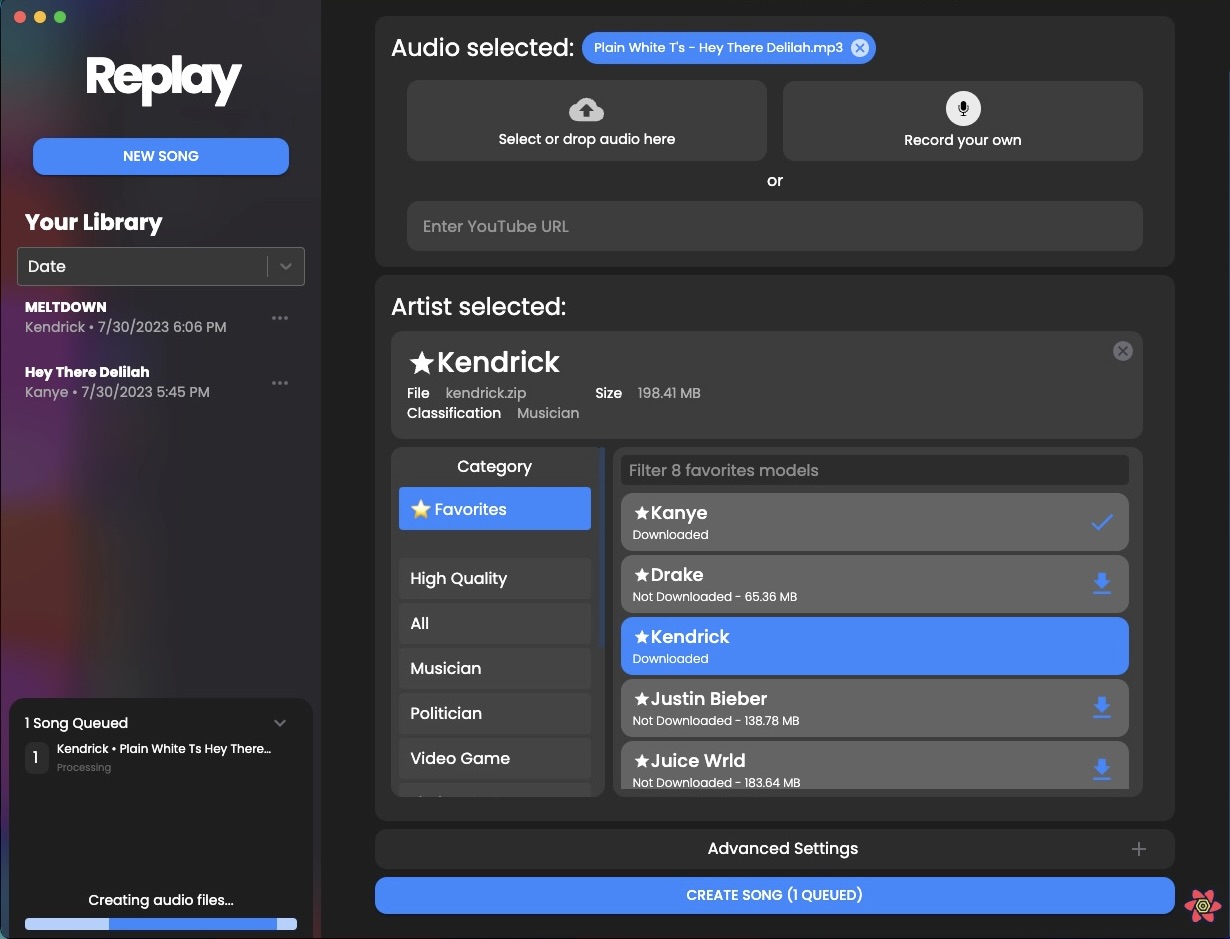 Replay
NEW SONG
Your Library
Date
MELTDOWN
Kendrick • 7/30/2023 6:06 PM
Hey There Delilah
Kanye • 7/30/2023 5:45 PM
1 Song Queued
1
Kendrick • Plain White Ts Hey There...
Processing
Creating audio files...
Audio selected:
Plain White T's - Hey There Delilah.mp3
Select or drop audio here
Record your own
or
Enter YouTube URL
Artist selected:
★Kendrick
File kendrick.zip Size 198.41 MB
Classification Musician
Category
⭐ Favorites
High Quality
All
Musician
Politician
Video Game
Filter 8 favorites models
★Kanye
Downloaded
★Drake
Not Downloaded - 65.36 MB
★Kendrick
Downloaded
★Justin Bieber
Not Downloaded - 138.78 MB
★Juice Wrld
Not Downloaded - 183.64 MB
Advanced Settings
CREATE SONG (1 QUEUED)